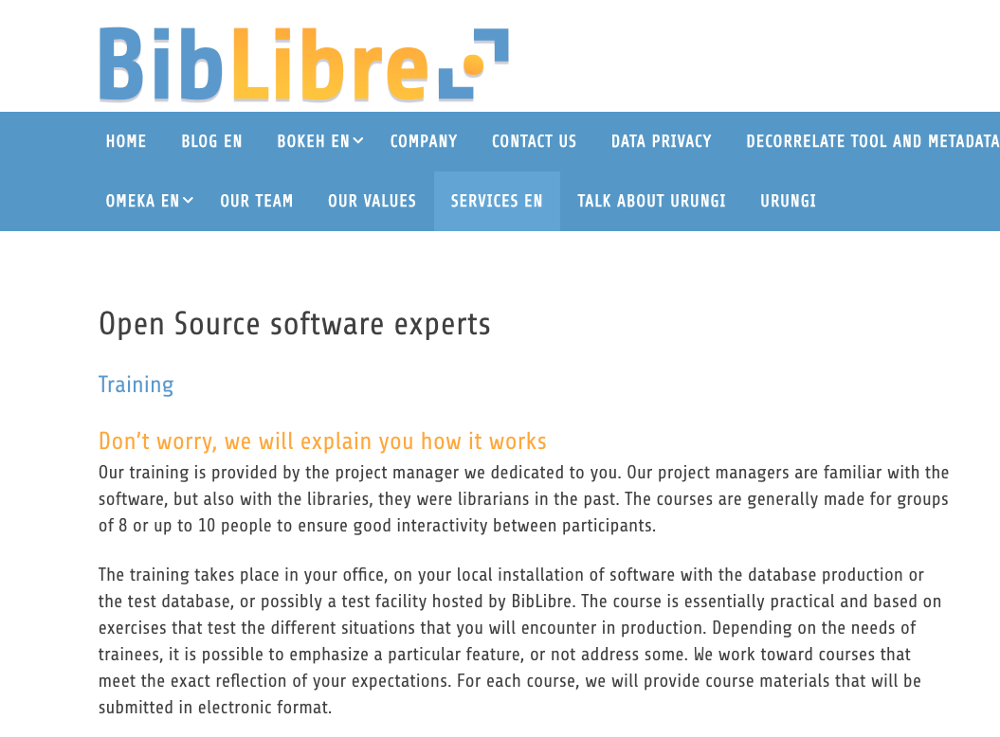 BibLibre
HOME BLOG EN BOKEH EN COMPANY CONTACT US DATA PRIVACY DECORRELATE TOOL AND METADATA
OMEKA EN OUR TEAM OUR VALUES SERVICES EN TALK ABOUT URUNGI URUNGI
Open Source software experts
Training
Don't worry, we will explain you how it works
Our training is provided by the project manager we dedicated to you. Our project managers are familiar with the
software, but also with the libraries, they were librarians in the past. The courses are generally made for groups
of 8 or up to 10 people to ensure good interactivity between participants.
The training takes place in your office, on your local installation of software with the database production or
the test database, or possibly a test facility hosted by BibLibre. The course is essentially practical and based on
exercises that test the different situations that you will encounter in production. Depending on the needs of
trainees, it is possible to emphasize a particular feature, or not address some. We work toward courses that
meet the exact reflection of your expectations. For each course, we will provide course materials that will be
submitted in electronic format.